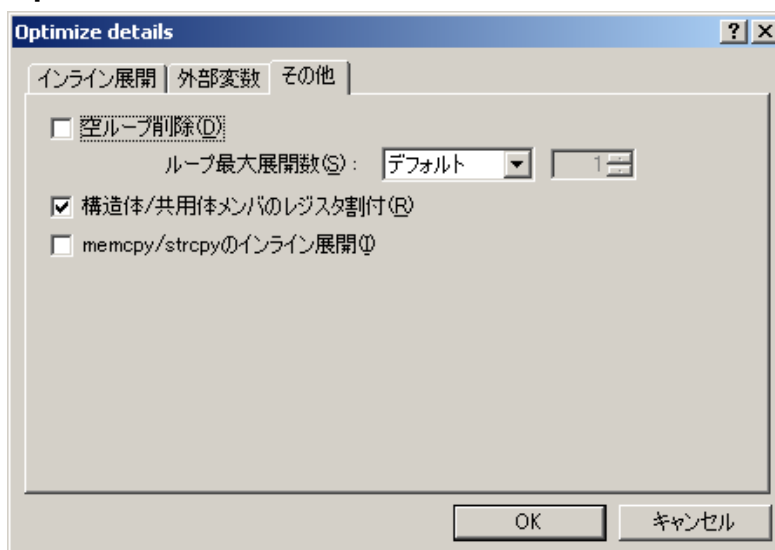 Optimize details
インライン展開 外部変数 その他
空ループ削除(D)
ループ最大展開数(S): デフォルト 1
構造体/共用体メンバのレジスタ割付(R)
memcpy/strcpyのインライン展開(I)
OK キャンセル